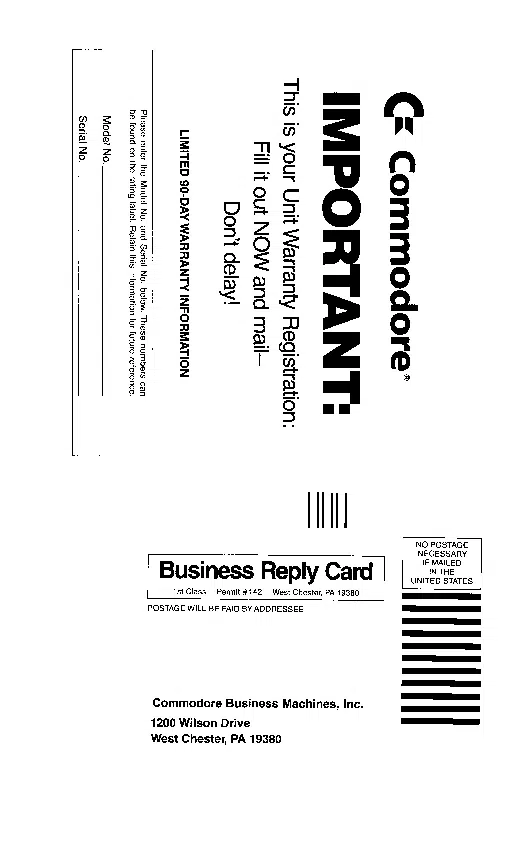 Commodore®
IMPORTANT:
This is your Unit Warranty Registration:
Fill it out NOW and mail—
Don't delay!
LIMITED 90-DAY WARRANTY INFORMATION
Please enter the Model No. and Serial No. below. These numbers can
be found on the rating label. Retain this information for future reference.
Model No.
Serial No.
NO POSTAGE
NECESSARY
IF MAILED
IN THE
UNITED STATES
Business Reply Card
1st Class Permit #142 West Chester, PA 19380
POSTAGE WILL BE PAID BY ADDRESSEE
Commodore Business Machines, Inc.
1200 Wilson Drive
West Chester, PA 19380